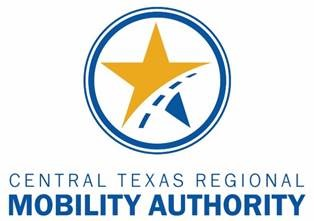 CENTRAL TEXAS REGIONAL
MOBILITY AUTHORITY